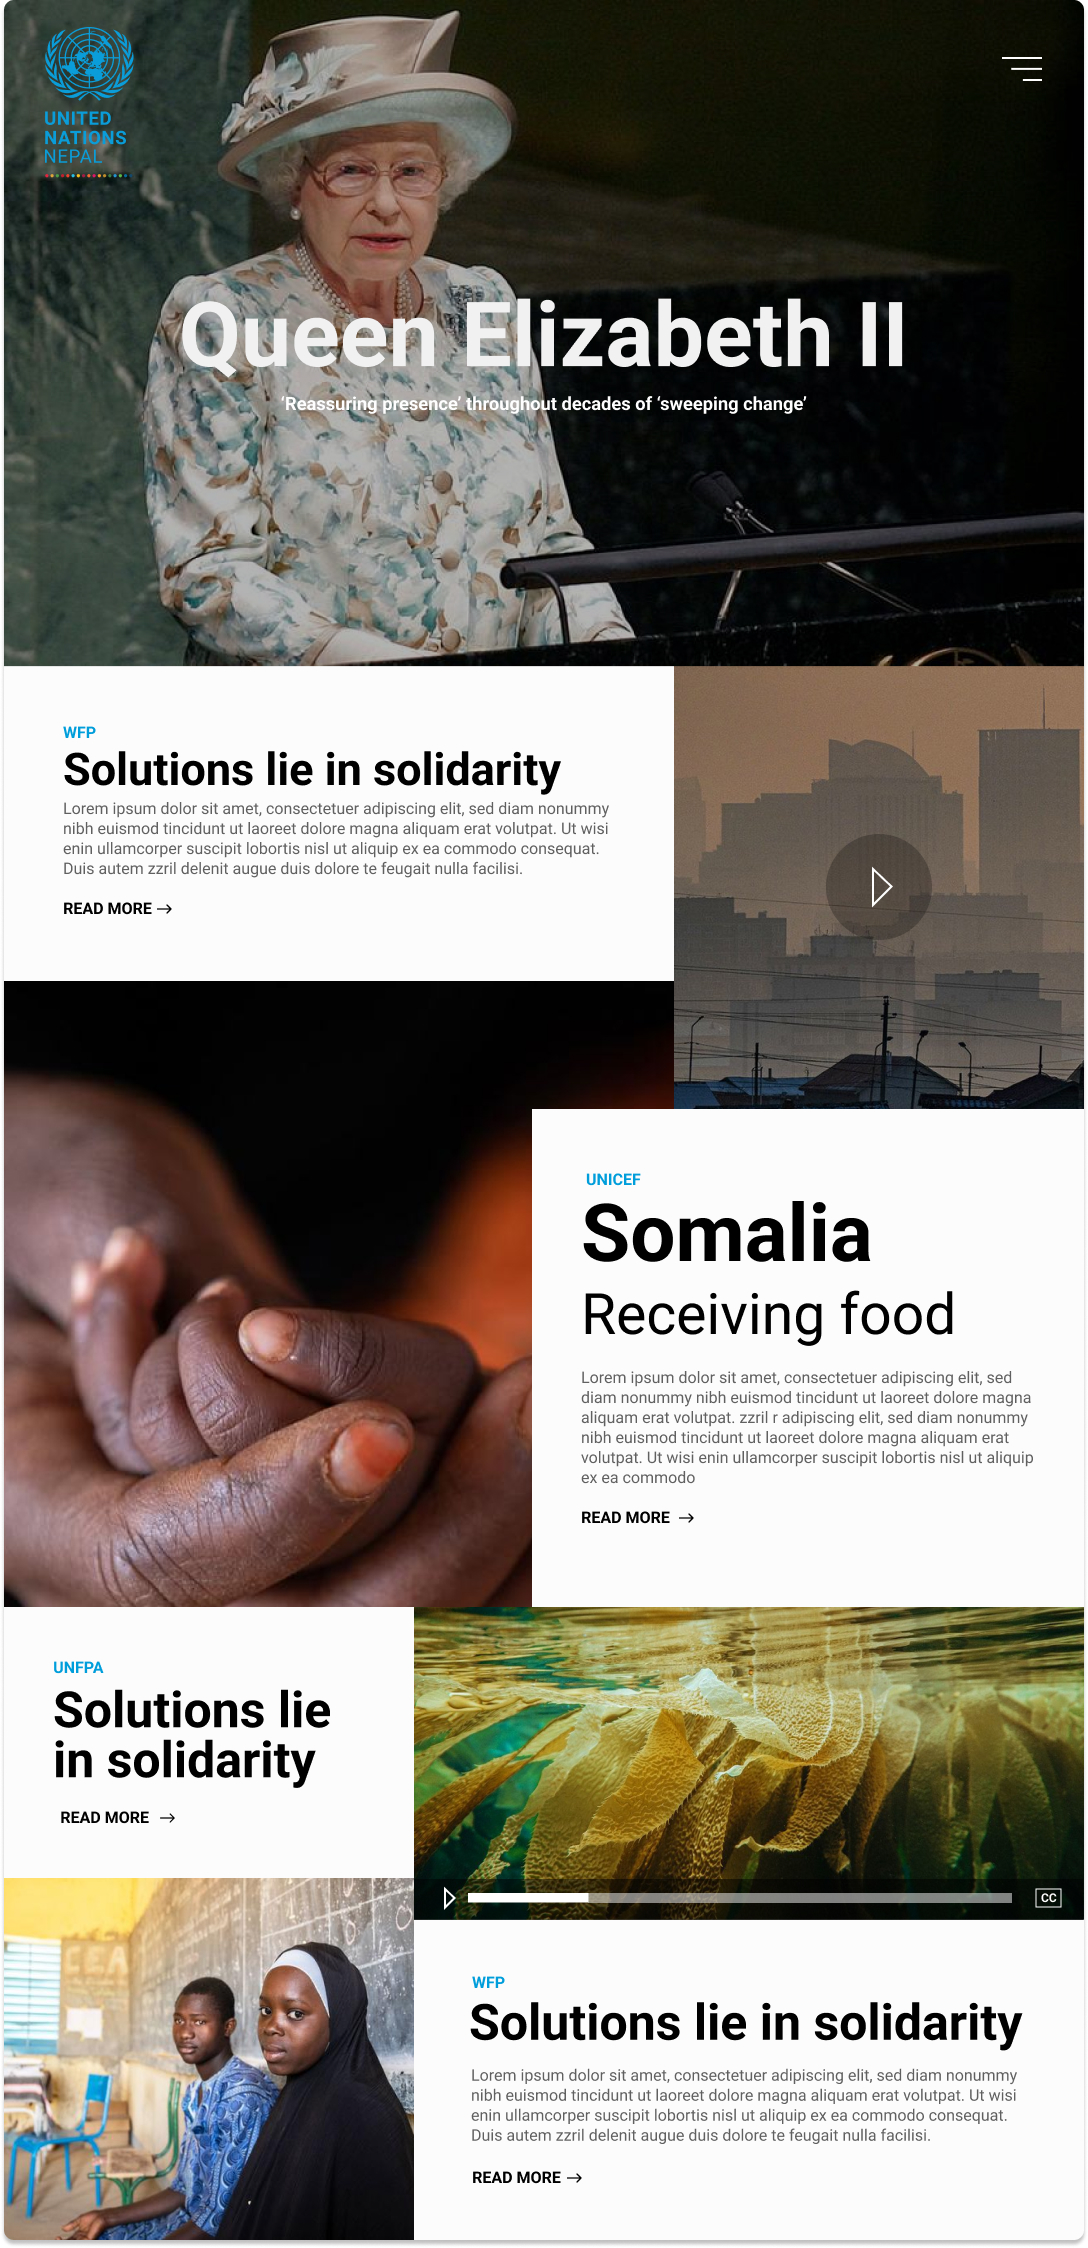 UNITED
NATIONS
NEPAL
Queen Elizabeth II
‘Reassuring presence’ throughout decades of ‘sweeping change’
WFP
Solutions lie in solidarity
Lorem ipsum dolor sit amet, consectetuer adipiscing elit, sed diam nonummy
nibh euismod tincidunt ut laoreet dolore magna aliquam erat volutpat. Ut wisi
enin ullamcorper suscipit lobortis nisl ut aliquip ex ea commodo consequat.
Duis autem zzril delenit augue duis dolore te feugait nulla facilisi.
READ MORE
UNICEF
Somalia
Receiving food
Lorem ipsum dolor sit amet, consectetuer adipiscing elit, sed
diam nonummy nibh euismod tincidunt ut laoreet dolore magna
aliquam erat volutpat. zzril r adipiscing elit, sed diam nonummy
nibh euismod tincidunt ut laoreet dolore magna aliquam erat
volutpat. Ut wisi enin ullamcorper suscipit lobortis nisl ut aliquip
ex ea commodo
READ MORE
UNFPA
Solutions lie
in solidarity
READ MORE
CC
WFP
Solutions lie in solidarity
Lorem ipsum dolor sit amet, consectetuer adipiscing elit, sed diam nonummy
nibh euismod tincidunt ut laoreet dolore magna aliquam erat volutpat. Ut wisi
enin ullamcorper suscipit lobortis nisl ut aliquip ex ea commodo consequat.
Duis autem zzril delenit augue duis dolore te feugait nulla facilisi.
READ MORE